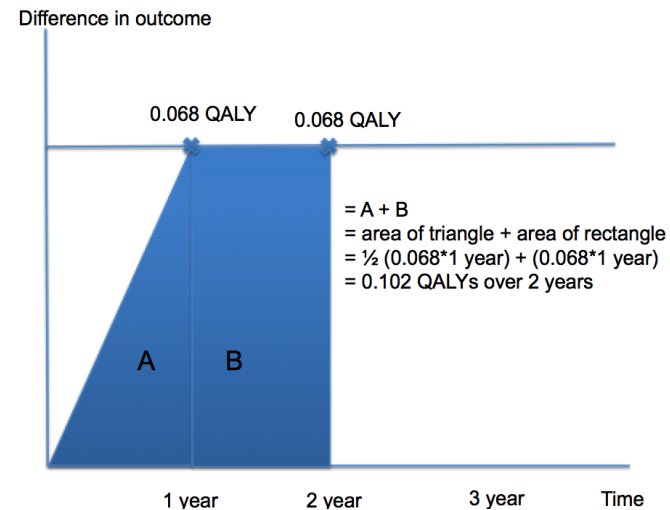 Difference in outcome
0.068 QALY
0.068 QALY
= A + B
= area of triangle + area of rectangle
= ½ (0.068*1 year) + (0.068*1 year)
= 0.102 QALYs over 2 years
A
B
1 year
2 year
3 year
Time